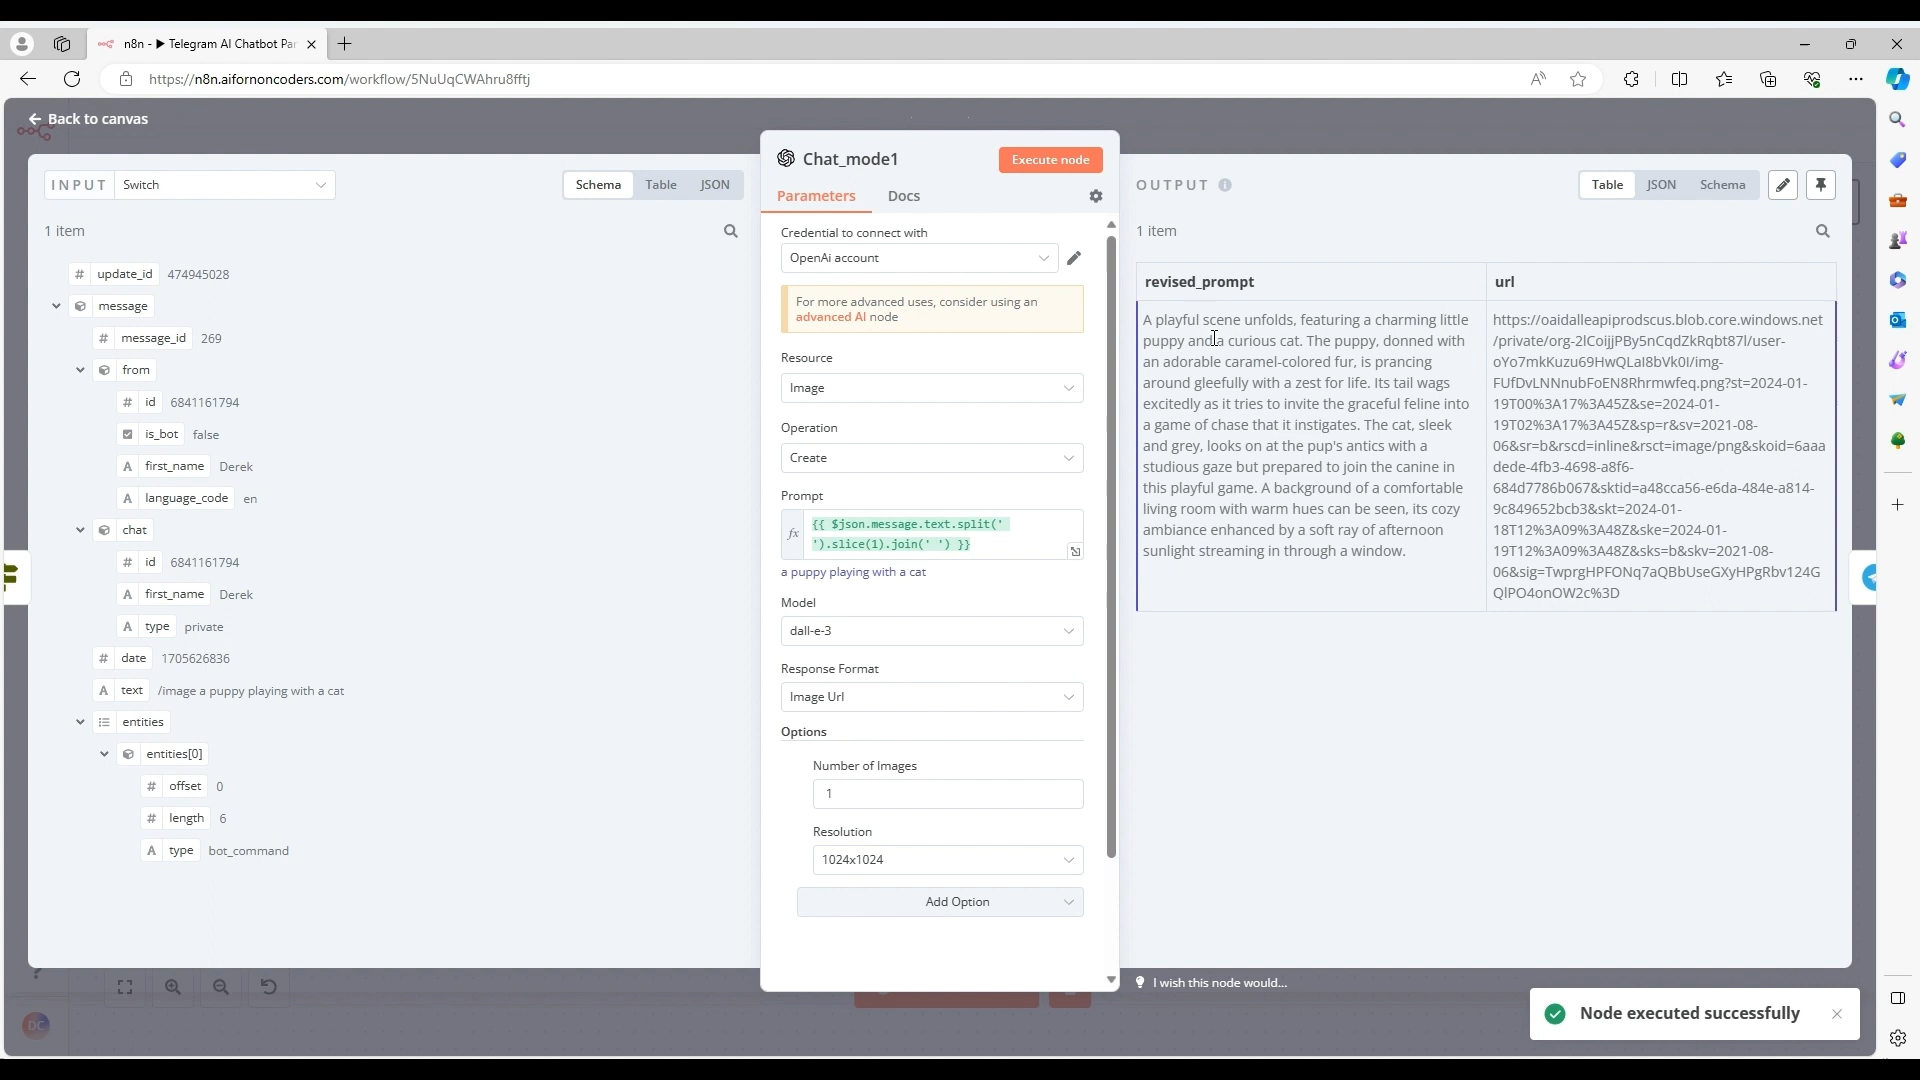 n8n - ▶ Telegram AI Chatbot Par
https://n8n.aifornoncoders.com/workflow/5NuUqCWAhru8fftj
Back to canvas
INPUT Switch
Schema Table JSON
1 item
# update_id 474945028
message
# message_id 269
from
# id 6841161794
is_bot false
A first_name Derek
A language_code en
chat
# id 6841161794
A first_name Derek
A type private
# date 1705626836
A text /image a puppy playing with a cat
entities
entities[0]
# offset 0
# length 6
A type bot_command
DC
Chat_mode1
Execute node
Parameters Docs
Credential to connect with
OpenAi account
For more advanced uses, consider using an
advanced AI node
Resource
Image
Operation
Create
Prompt
fx {{ $json.message.text.split('
').slice(1).join(' ') }}
a puppy playing with a cat
Model
dall-e-3
Response Format
Image Url
Options
Number of Images
1
Resolution
1024x1024
Add Option
OUTPUT
Table JSON Schema
1 item
revised_prompt
A playful scene unfolds, featuring a charming little
puppy and a curious cat. The puppy, donned with
an adorable caramel-colored fur, is prancing
around gleefully with a zest for life. Its tail wags
excitedly as it tries to invite the graceful feline into
a game of chase that it instigates. The cat, sleek
and grey, looks on at the pup's antics with a
studious gaze but prepared to join the canine in
this playful game. A background of a comfortable
living room with warm hues can be seen, its cozy
ambiance enhanced by a soft ray of afternoon
sunlight streaming in through a window.
url
https://oaidalleapiprodscus.blob.core.windows.net
/private/org-2lCoijjPBy5nCqdZkRqbt87l/user-
oYo7mkKuzu69HwQLaI8bVk0I/img-
FUfDvLNNnubFoEN8Rhrmwfeq.png?st=2024-01-
19T00%3A17%3A45Z&se=2024-01-
19T02%3A17%3A45Z&sp=r&sv=2021-08-
06&sr=b&rscd=inline&rsct=image/png&skoid=6aaa
dede-4fb3-4698-a8f6-
684d7786b067&sktid=a48cca56-e6da-484e-a814-
9c849652bcb3&skt=2024-01-
18T12%3A09%3A48Z&ske=2024-01-
19T12%3A09%3A48Z&sks=b&skv=2021-08-
06&sig=TwprgHPFONq7aQBbUseGXyHPgRbv124G
QlPO4onOW2c%3D
I wish this node would...
Node executed successfully